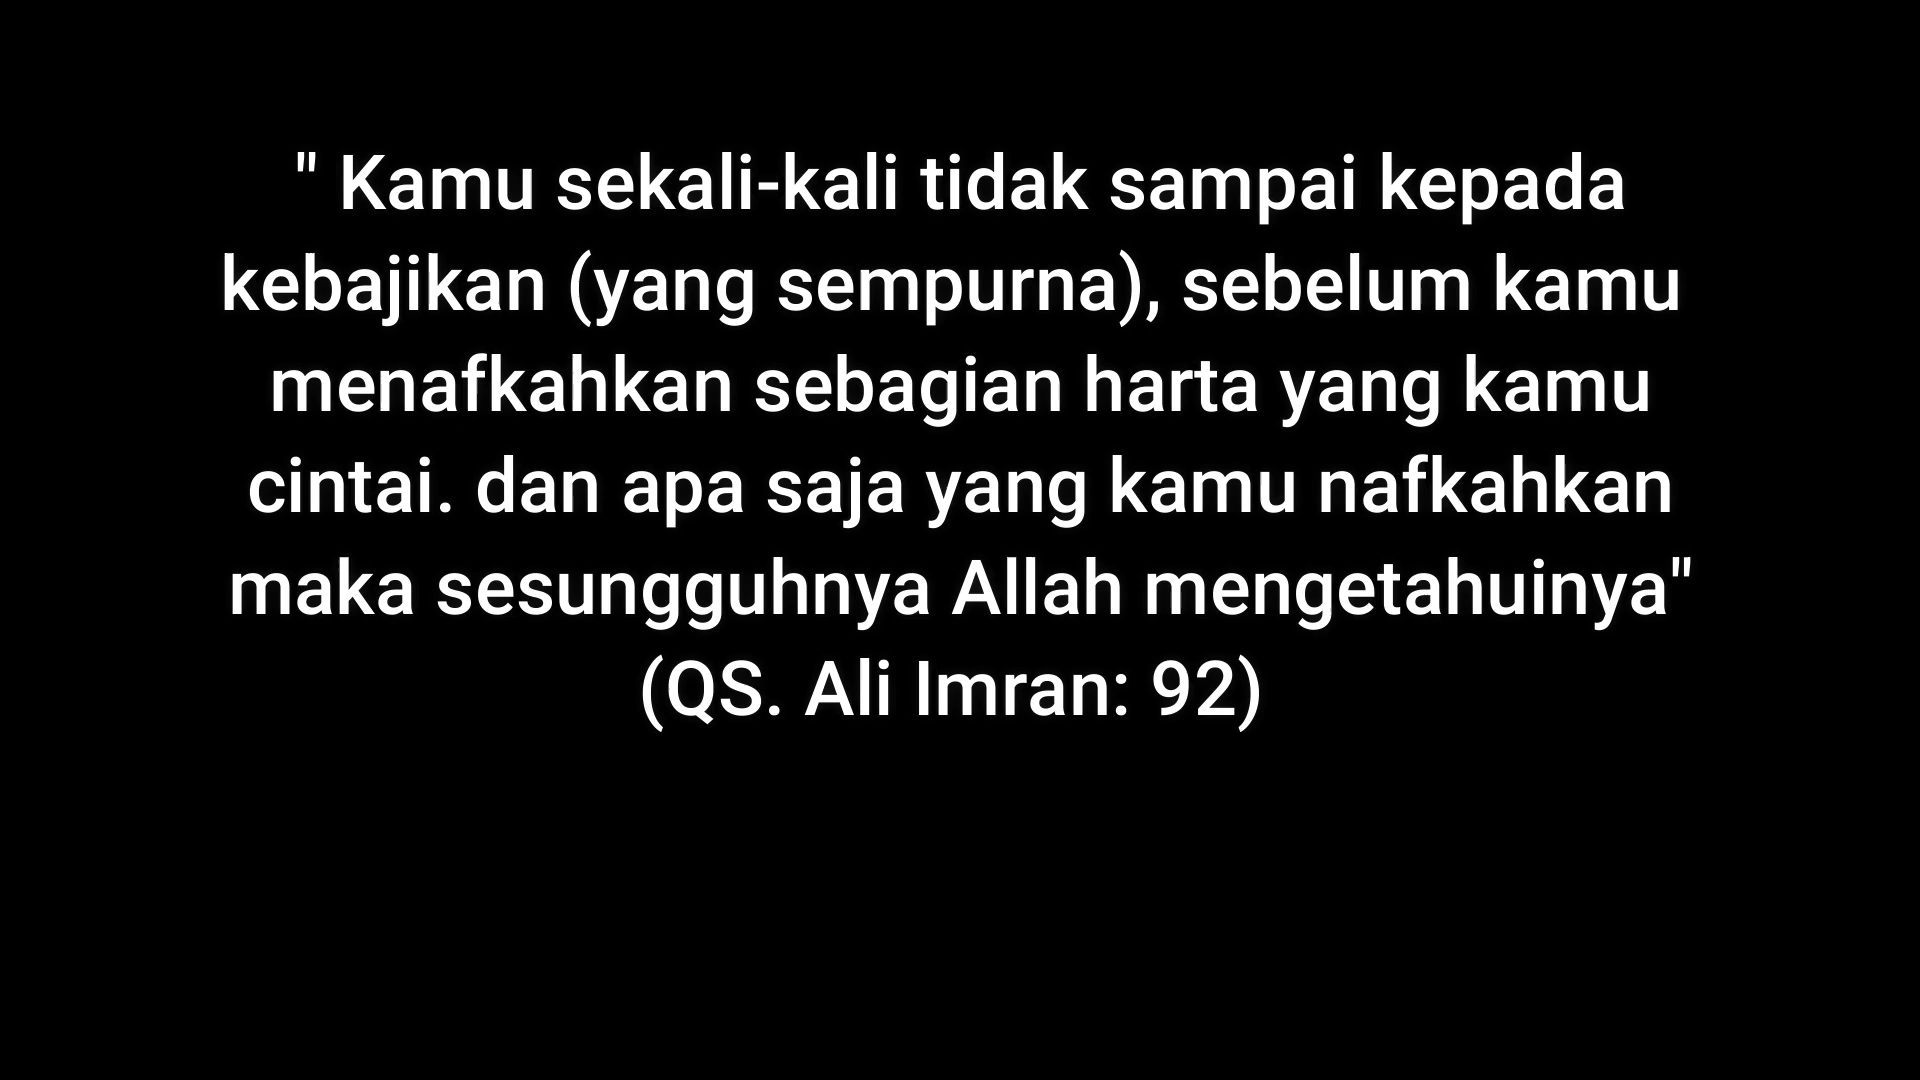 " Kamu sekali-kali tidak sampai kepada
kebajikan (yang sempurna), sebelum kamu
menafkahkan sebagian harta yang kamu
cintai. dan apa saja yang kamu nafkahkan
maka sesungguhnya Allah mengetahuinya"
(QS. Ali Imran: 92)